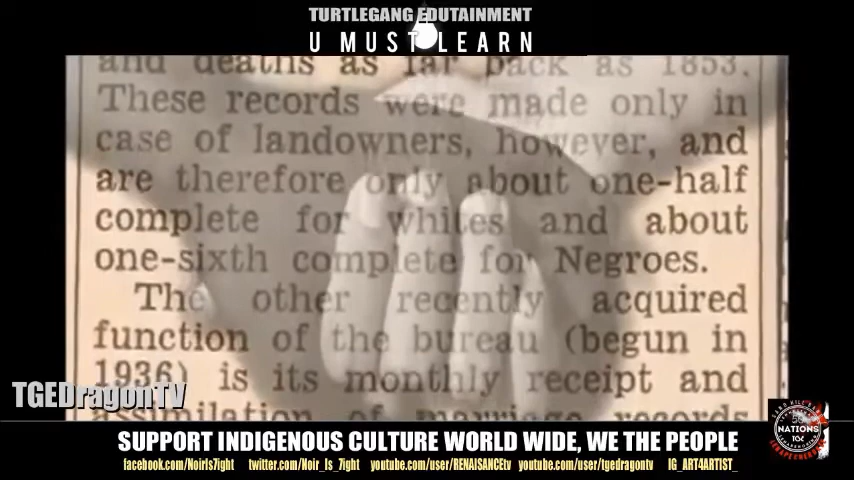 TURTLEGANG EDUTAINMENT
U MUST LEARN
and deaths as far back as 1853.
These records were made only in
case of landowners, however, and
are therefore only about one-half
complete for whites and about
one-sixth complete for Negroes.
The other recently acquired
function of the bureau (begun in
1936) is its monthly receipt and
assimilation of marriage records
TGEDragonTV
NATIONS
SUPPORT INDIGENOUS CULTURE WORLD WIDE, WE THE PEOPLE
facebook.com/NoirIs7ight twitter.com/Noir_Is_7ight youtube.com/user/RENAISANCEtv youtube.com/user/tgedragontv IG_ART4ARTIST_